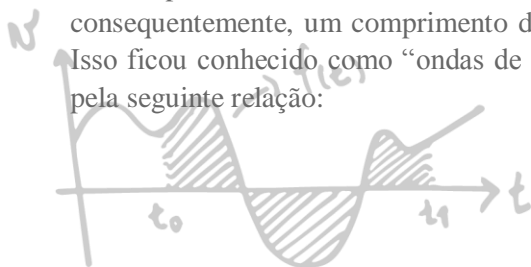 consequentemente, um comprimento d
Isso ficou conhecido como “ondas de
pela seguinte relação:
N
f(t)
t₀
t₁
t